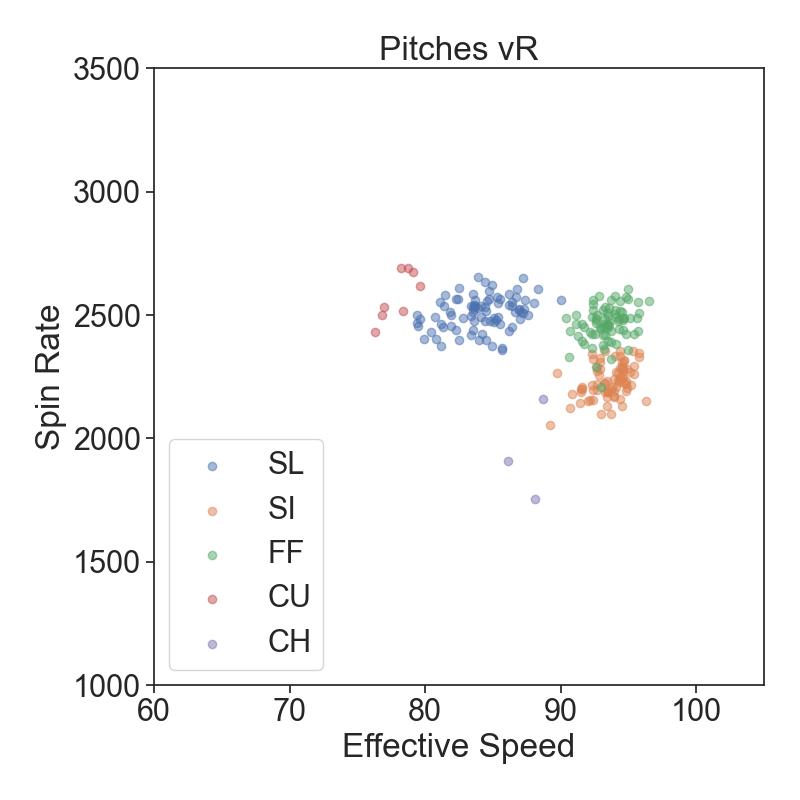 Pitches vR
3500
3000
2500
2000
1500
1000
Spin Rate
SL
SI
FF
CU
CH
60 70 80 90 100
Effective Speed